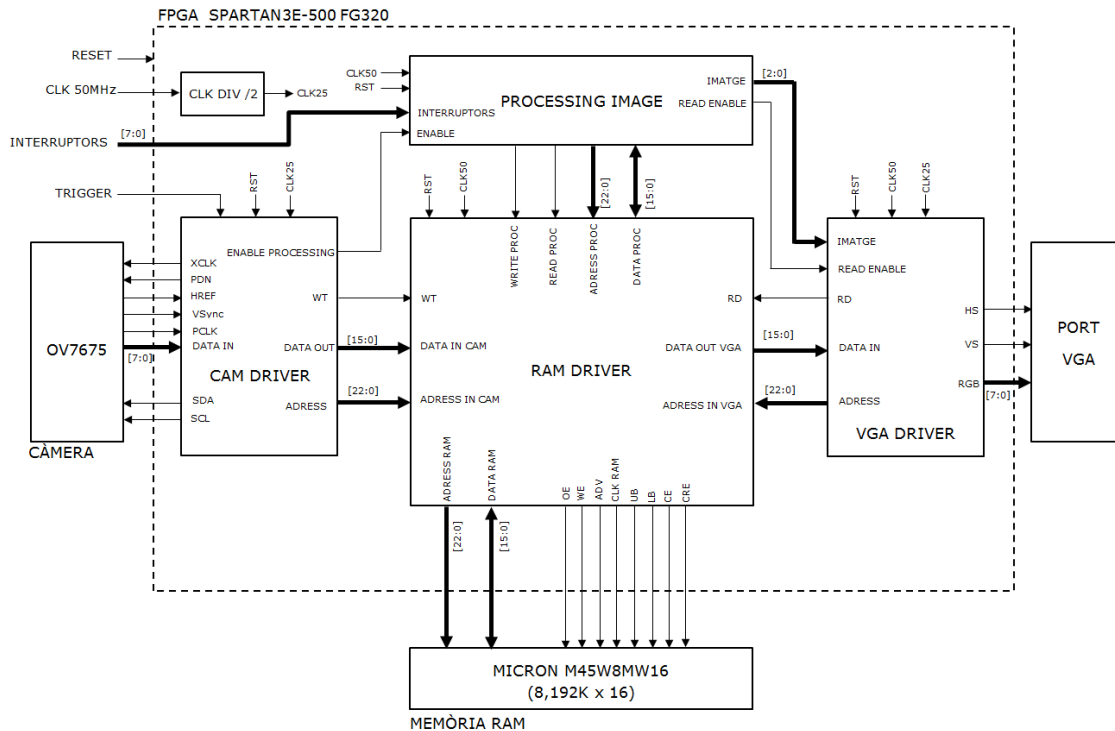 FPGA SPARTAN3E-500 FG320
RESET
CLK 50MHz
INTERRUPTORS
[7:0]
TRIGGER
CLK DIV /2
CLK25
CLK50
RST
INTERRUPTORS
ENABLE
PROCESSING IMAGE
IMATGE
READ ENABLE
[2:0]
[22:0]
[15:0]
RST
CLK25
ENABLE PROCESSING
XCLK
PDN
HREF
VSync
PCLK
DATA IN
[7:0]
SDA
SCL
WT
DATA OUT
ADRESS
CAM DRIVER
OV7675
CÀMERA
[15:0]
[22:0]
RST
CLK50
WRITE PROC
READ PROC
ADRESS PROC
DATA PROC
WT
DATA IN CAM
ADRESS IN CAM
RAM DRIVER
RD
DATA OUT VGA
ADRESS IN VGA
ADRESS RAM
DATA RAM
OE
WE
ADV
CLK RAM
UB
LB
CE
CRE
[15:0]
[22:0]
RST
CLK50
CLK25
IMATGE
READ ENABLE
RD
DATA IN
ADRESS
HS
VS
RGB
[7:0]
VGA DRIVER
PORT
VGA
[22:0]
[15:0]
MICRON M45W8MW16
(8,192K x 16)
MEMÒRIA RAM